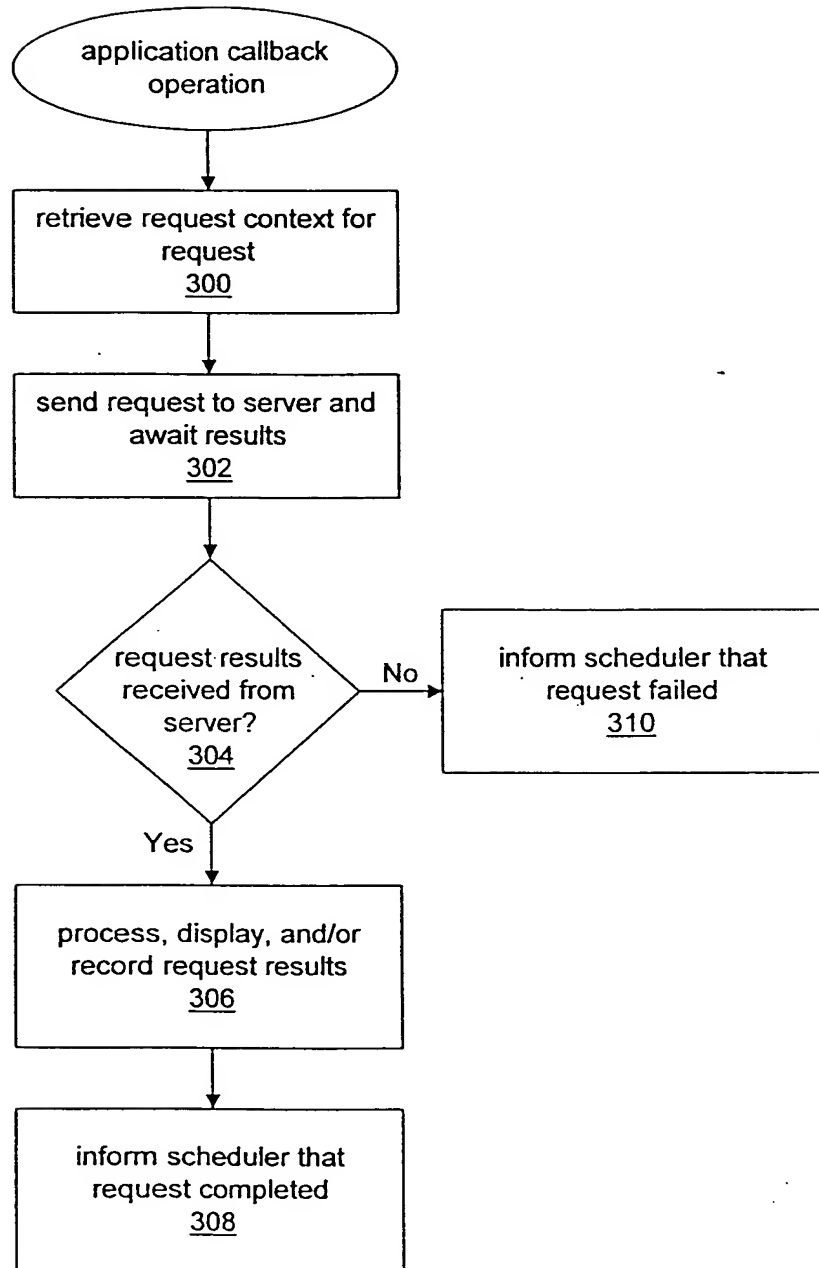 application callback
operation
retrieve request context for
request
300
send request to server and
await results
302
request results
received from
server?
304
No
inform scheduler that
request failed
310
Yes
process, display, and/or
record request results
306
inform scheduler that
request completed
308